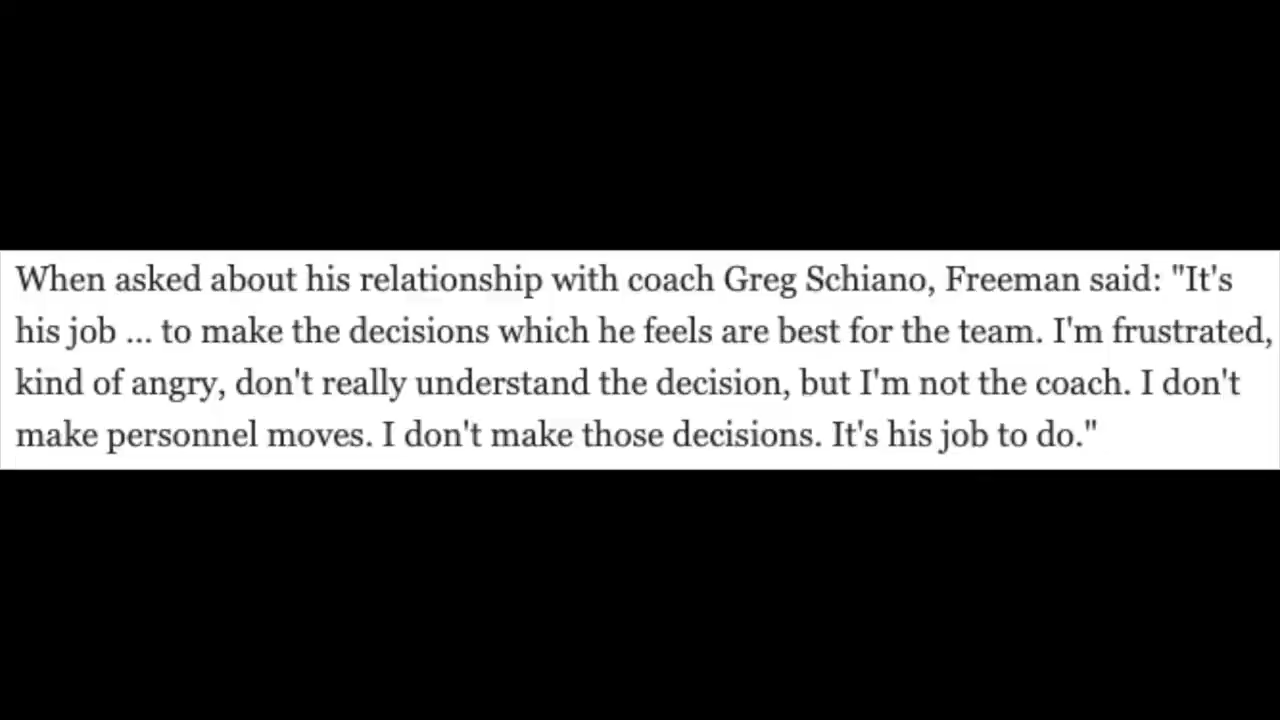 When asked about his relationship with coach Greg Schiano, Freeman said: "It's
his job ... to make the decisions which he feels are best for the team. I'm frustrated,
kind of angry, don't really understand the decision, but I'm not the coach. I don't
make personnel moves. I don't make those decisions. It's his job to do."